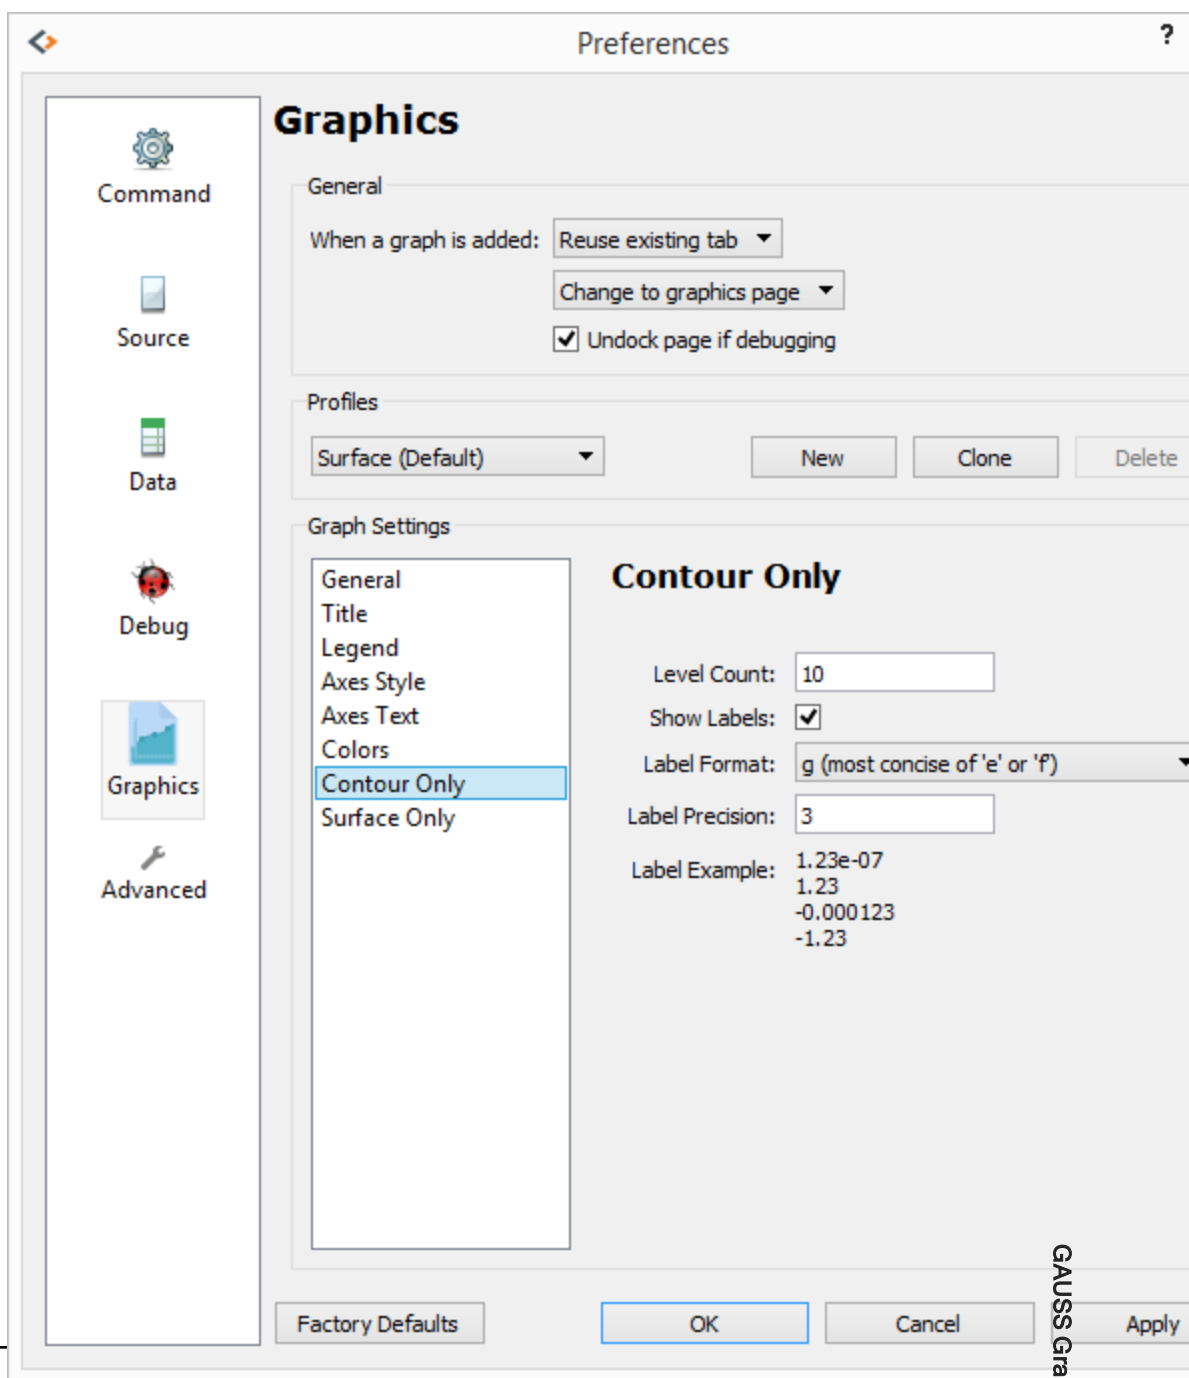 Preferences
?
Command
Source
Data
Debug
Graphics
Advanced
Graphics
General
When a graph is added: Reuse existing tab
Change to graphics page
Undock page if debugging
Profiles
Surface (Default) New Clone Delete
Graph Settings
General
Title
Legend
Axes Style
Axes Text
Colors
Contour Only
Surface Only
Contour Only
Level Count: 10
Show Labels:
Label Format: g (most concise of 'e' or 'f')
Label Precision: 3
Label Example: 1.23e-07
1.23
-0.000123
-1.23
Factory Defaults OK Cancel Apply
GAUSS Gra